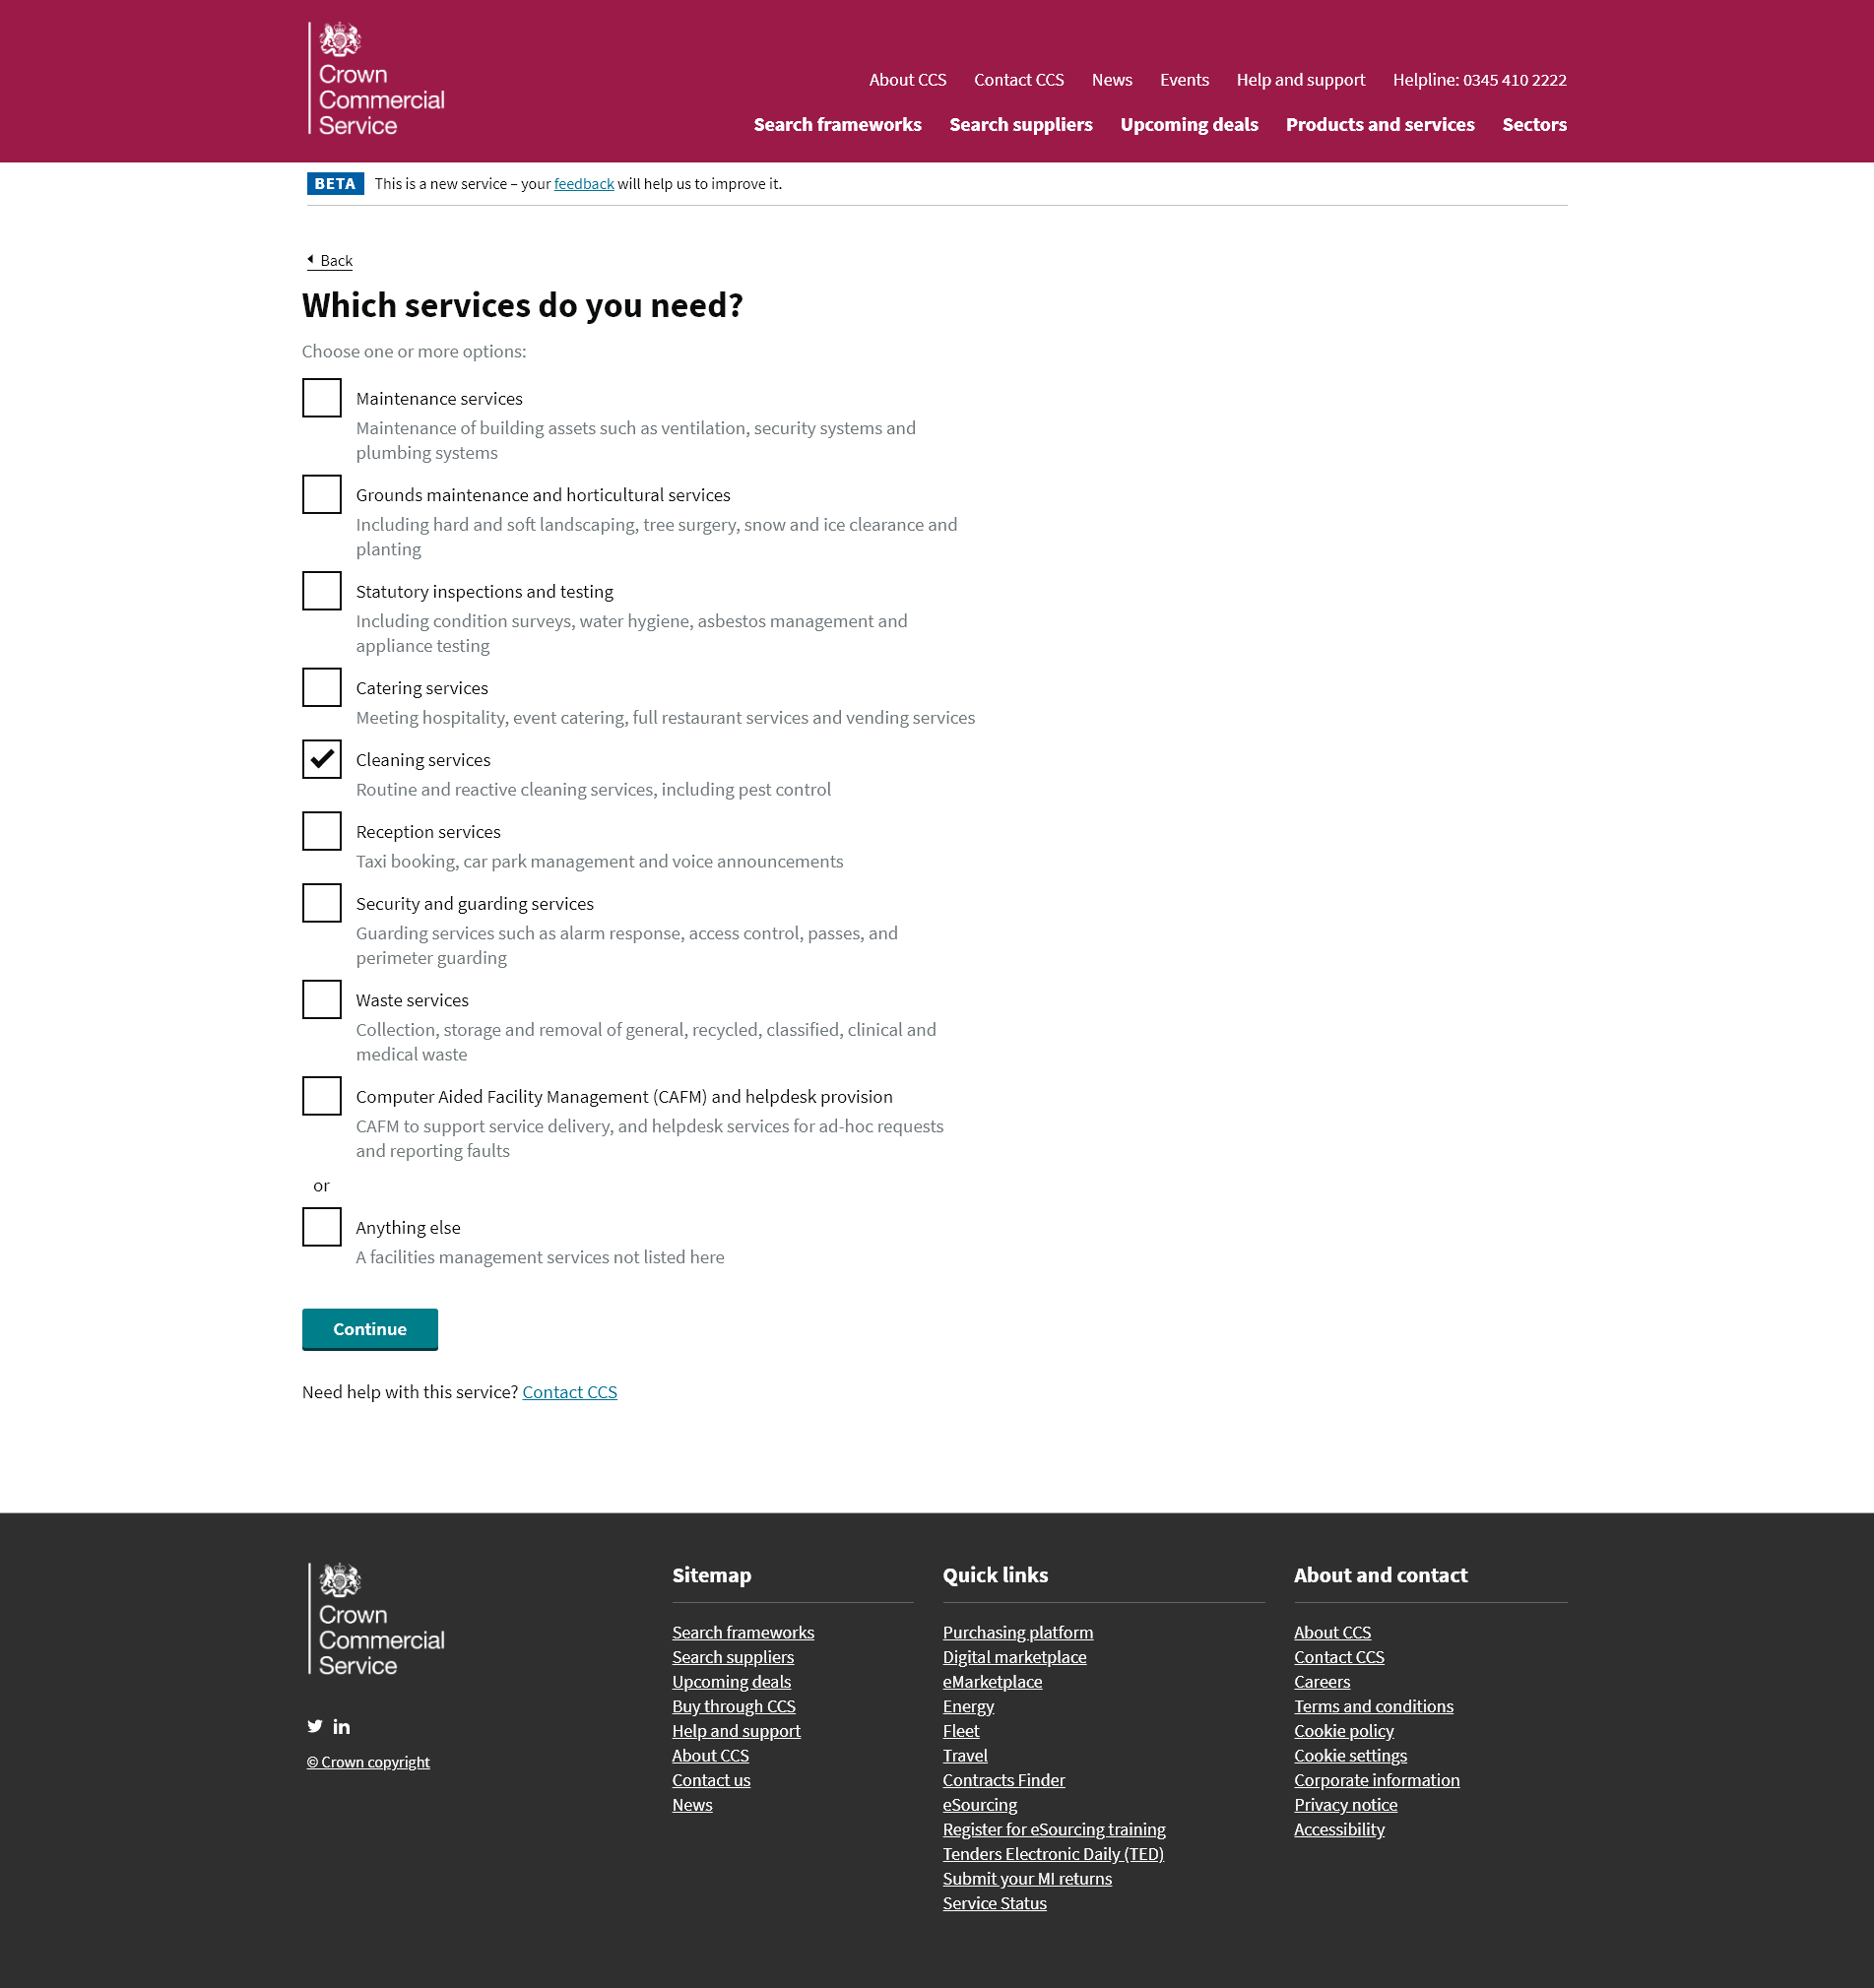 Crown
Commercial
Service
About CCS Contact CCS News Events Help and support Helpline: 0345 410 2222
Search frameworks Search suppliers Upcoming deals Products and services Sectors
BETA This is a new service – your feedback will help us to improve it.
Back
Which services do you need?
Choose one or more options:
Maintenance services
Maintenance of building assets such as ventilation, security systems and
plumbing systems
Grounds maintenance and horticultural services
Including hard and soft landscaping, tree surgery, snow and ice clearance and
planting
Statutory inspections and testing
Including condition surveys, water hygiene, asbestos management and
appliance testing
Catering services
Meeting hospitality, event catering, full restaurant services and vending services
Cleaning services
Routine and reactive cleaning services, including pest control
Reception services
Taxi booking, car park management and voice announcements
Security and guarding services
Guarding services such as alarm response, access control, passes, and
perimeter guarding
Waste services
Collection, storage and removal of general, recycled, classified, clinical and
medical waste
Computer Aided Facility Management (CAFM) and helpdesk provision
CAFM to support service delivery, and helpdesk services for ad-hoc requests
and reporting faults
or
Anything else
A facilities management services not listed here
Continue
Need help with this service? Contact CCS
Crown
Commercial
Service
© Crown copyright
Sitemap
Search frameworks
Search suppliers
Upcoming deals
Buy through CCS
Help and support
About CCS
Contact us
News
Quick links
Purchasing platform
Digital marketplace
eMarketplace
Energy
Fleet
Travel
Contracts Finder
eSourcing
Register for eSourcing training
Tenders Electronic Daily (TED)
Submit your MI returns
Service Status
About and contact
About CCS
Contact CCS
Careers
Terms and conditions
Cookie policy
Cookie settings
Corporate information
Privacy notice
Accessibility